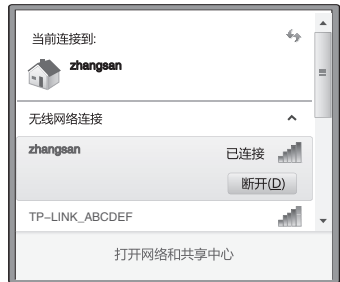 当前连接到:
zhangsan
无线网络连接
zhangsan 已连接
断开(D)
TP-LINK_ABCDEF
打开网络和共享中心